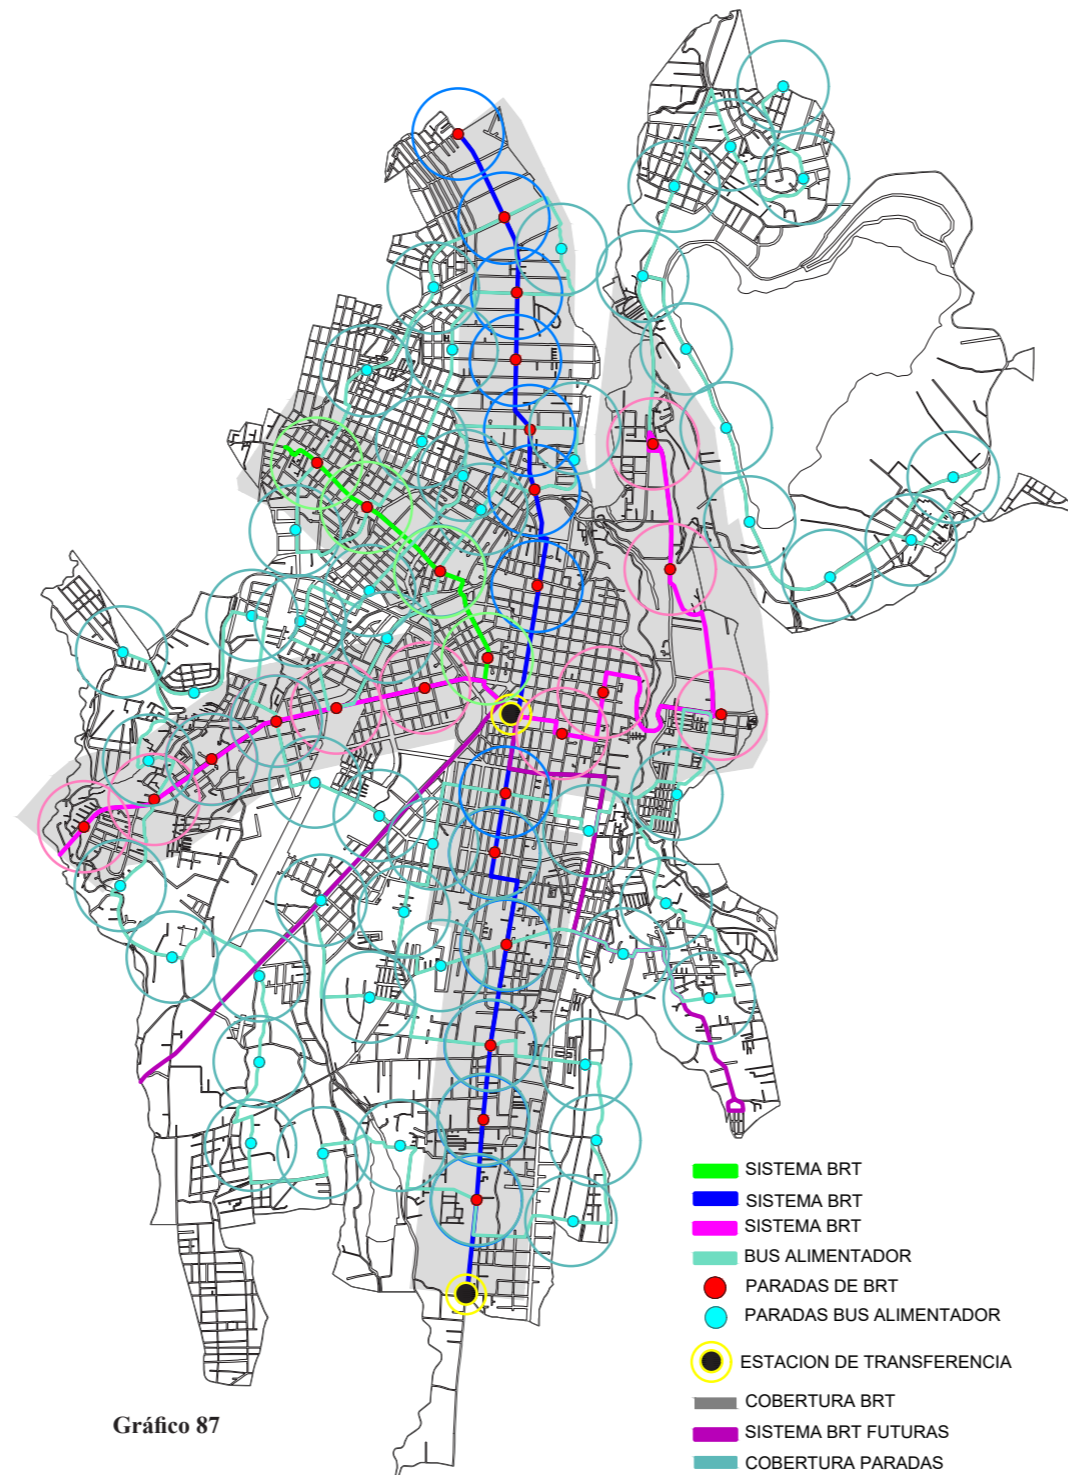 SISTEMA BRT
SISTEMA BRT
SISTEMA BRT
BUS ALIMENTADOR
PARADAS DE BRT
PARADAS BUS ALIMENTADOR
ESTACION DE TRANSFERENCIA
COBERTURA BRT
SISTEMA BRT FUTURAS
COBERTURA PARADAS
Gráfico 87